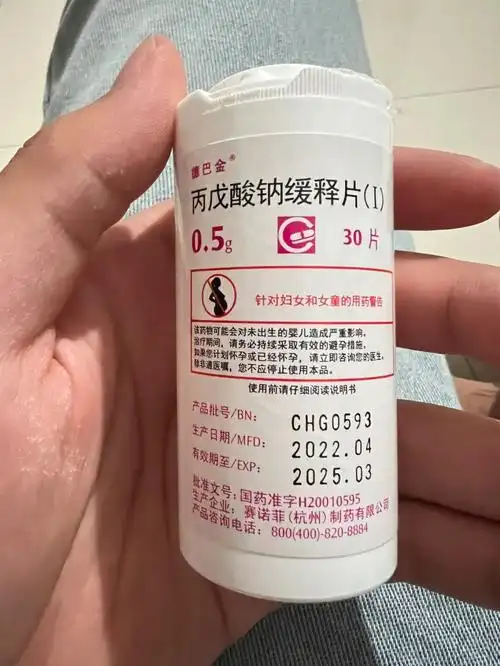 德巴金®
丙戊酸钠缓释片(I)
0.5g 30 片
针对妇女和女童的用药警告
该药物可能会对未出生的婴儿造成严重影响。
治疗期间，请务必持续采取有效的避孕措施。
如果您计划怀孕或已经怀孕，请立即咨询您的医生。
除非遵医嘱，您不应停止使用本品。
使用前请仔细阅读说明书
产品批号/BN: CHG0593
生产日期/MFD: 2022.04
有效期至/EXP: 2025.03
批准文号: 国药准字H20010595
生产企业: 赛诺菲(杭州)制药有限公司
产品咨询电话: 800(400)-820-8884